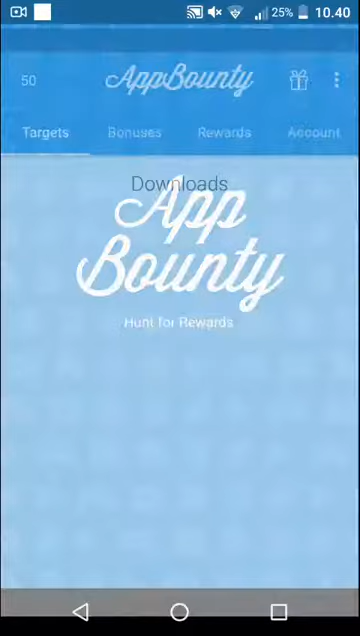 25% 10.40
50 AppBounty
Targets Bonuses Rewards Account
Downloads
App
Bounty
Hunt for Rewards